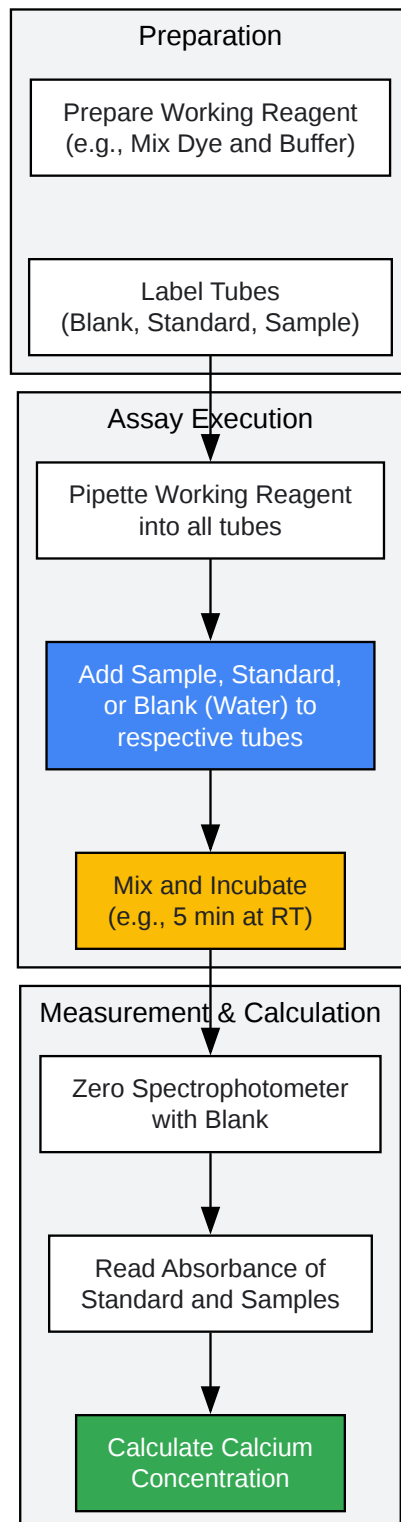 Preparation
Prepare Working Reagent
(e.g., Mix Dye and Buffer)
Label Tubes
(Blank, Standard, Sample)
Assay Execution
Pipette Working Reagent
into all tubes
Add Sample, Standard,
or Blank (Water) to
respective tubes
Mix and Incubate
(e.g., 5 min at RT)
Measurement & Calculation
Zero Spectrophotometer
with Blank
Read Absorbance of
Standard and Samples
Calculate Calcium
Concentration